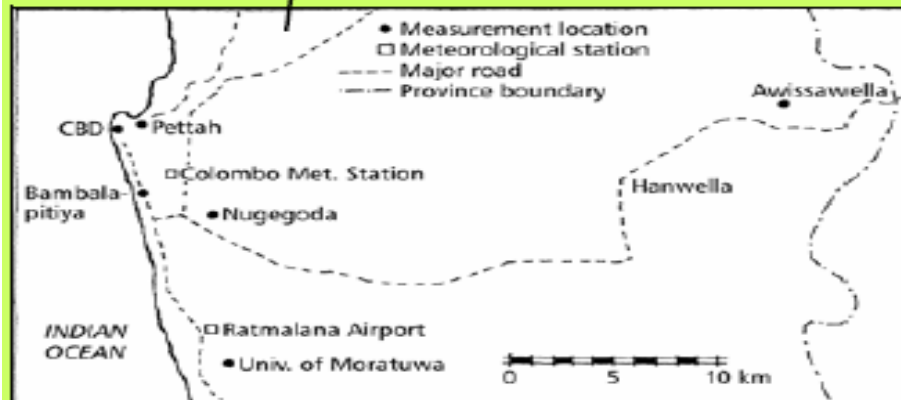 Measurement location
Meteorological station
Major road
Province boundary
Awissawella
CBD
Pettah
Colombo Met. Station
Hanwella
Bambala-
pitiya
Nugegoda
INDIAN
OCEAN
Ratmalana Airport
Univ. of Moratuwa
0 5 10 km